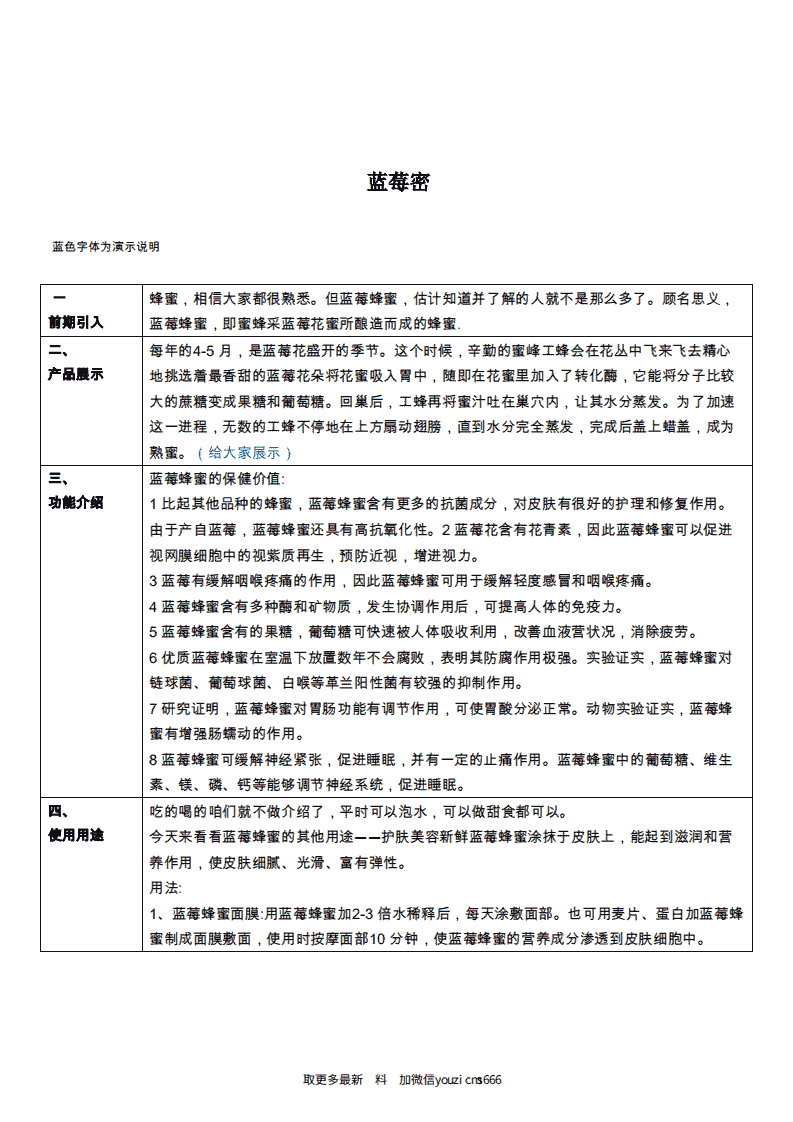 蓝莓密
蓝色字体为演示说明
一
前期引入
蜂蜜，相信大家都很熟悉。但蓝莓蜂蜜，估计知道并了解的人就不是那么多了。顾名思义，
蓝莓蜂蜜，即蜜蜂采蓝莓花蜜所酿造而成的蜂蜜.
二、
产品展示
每年的4-5 月，是蓝莓花盛开的季节。这个时候，辛勤的蜜峰工蜂会在花丛中飞来飞去精心
地挑选着最香甜的蓝莓花朵将花蜜吸入胃中，随即在花蜜里加入了转化酶，它能将分子比较
大的蔗糖变成果糖和葡萄糖。回巢后，工蜂再将蜜汁吐在巢穴内，让其水分蒸发。为了加速
这一进程，无数的工蜂不停地在上方扇动翅膀，直到水分完全蒸发，完成后盖上蜡盖，成为
熟蜜。（给大家展示）
三、
功能介绍
蓝莓蜂蜜的保健价值:
1 比起其他品种的蜂蜜，蓝莓蜂蜜含有更多的抗菌成分，对皮肤有很好的护理和修复作用。
由于产自蓝莓，蓝莓蜂蜜还具有高抗氧化性。2 蓝莓花含有花青素，因此蓝莓蜂蜜可以促进
视网膜细胞中的视紫质再生，预防近视，增进视力。
3 蓝莓有缓解咽喉疼痛的作用，因此蓝莓蜂蜜可用于缓解轻度感冒和咽喉疼痛。
4 蓝莓蜂蜜含有多种酶和矿物质，发生协调作用后，可提高人体的免疫力。
5 蓝莓蜂蜜含有的果糖，葡萄糖可快速被人体吸收利用，改善血液营状况，消除疲劳。
6 优质蓝莓蜂蜜在室温下放置数年不会腐败，表明其防腐作用极强。实验证实，蓝莓蜂蜜对
链球菌、葡萄球菌、白喉等革兰阳性菌有较强的抑制作用。
7 研究证明，蓝莓蜂蜜对胃肠功能有调节作用，可使胃酸分泌正常。动物实验证实，蓝莓蜂
蜜有增强肠蠕动的作用。
8 蓝莓蜂蜜可缓解神经紧张，促进睡眠，并有一定的止痛作用。蓝莓蜂蜜中的葡萄糖、维生
素、镁、磷、钙等能够调节神经系统，促进睡眠。
四、
使用用途
吃的喝的咱们就不做介绍了，平时可以泡水，可以做甜食都可以。
今天来看看蓝莓蜂蜜的其他用途——护肤美容新鲜蓝莓蜂蜜涂抹于皮肤上，能起到滋润和营
养作用，使皮肤细腻、光滑、富有弹性。
用法:
1、蓝莓蜂蜜面膜:用蓝莓蜂蜜加2-3 倍水稀释后，每天涂敷面部。也可用麦片、蛋白加蓝莓蜂
蜜制成面膜敷面，使用时按摩面部10 分钟，使蓝莓蜂蜜的营养成分渗透到皮肤细胞中。
取更多最新 料 加微信youzicms666